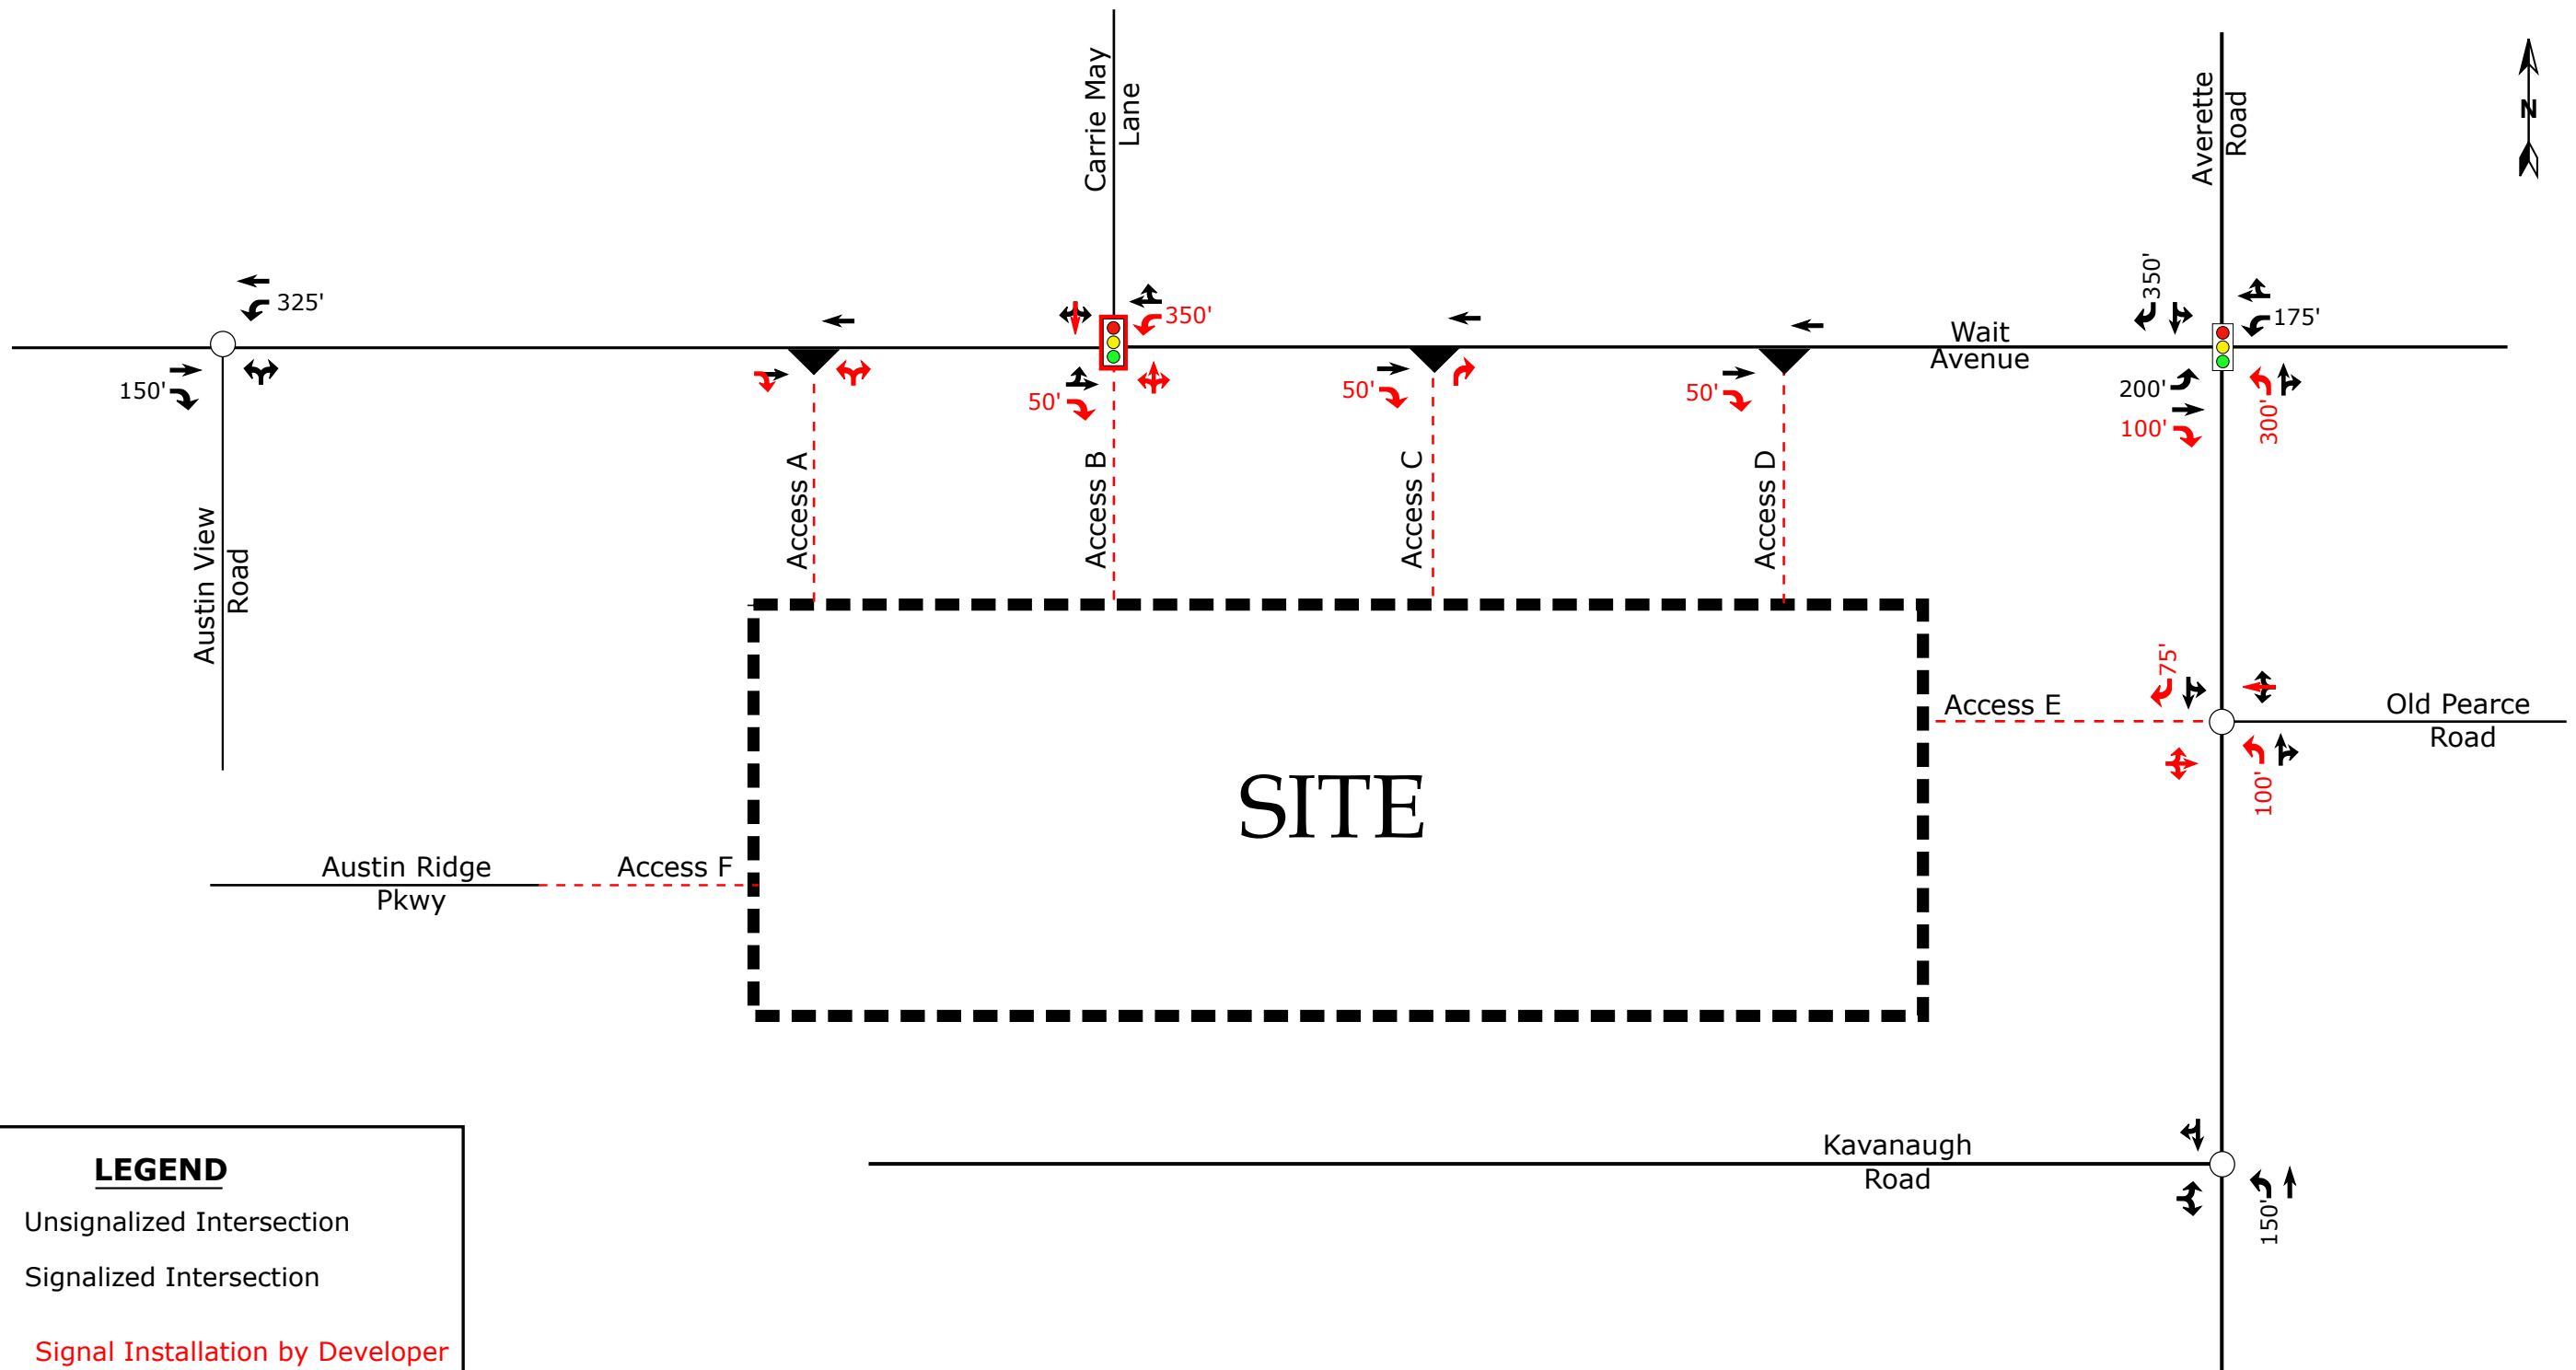 Carrie May
Lane
Averette
Road
N
325'
350'
350'
175'
Wait
Avenue
150'
50'
50'
50'
200'
100'
300'
Austin View
Road
Access A
Access B
Access C
Access D
75'
Access E
Old Pearce
Road
100'
SITE
Austin Ridge
Pkwy
Access F
Kavanaugh
Road
150'
LEGEND
Unsignalized Intersection
Signalized Intersection
Signal Installation by Developer